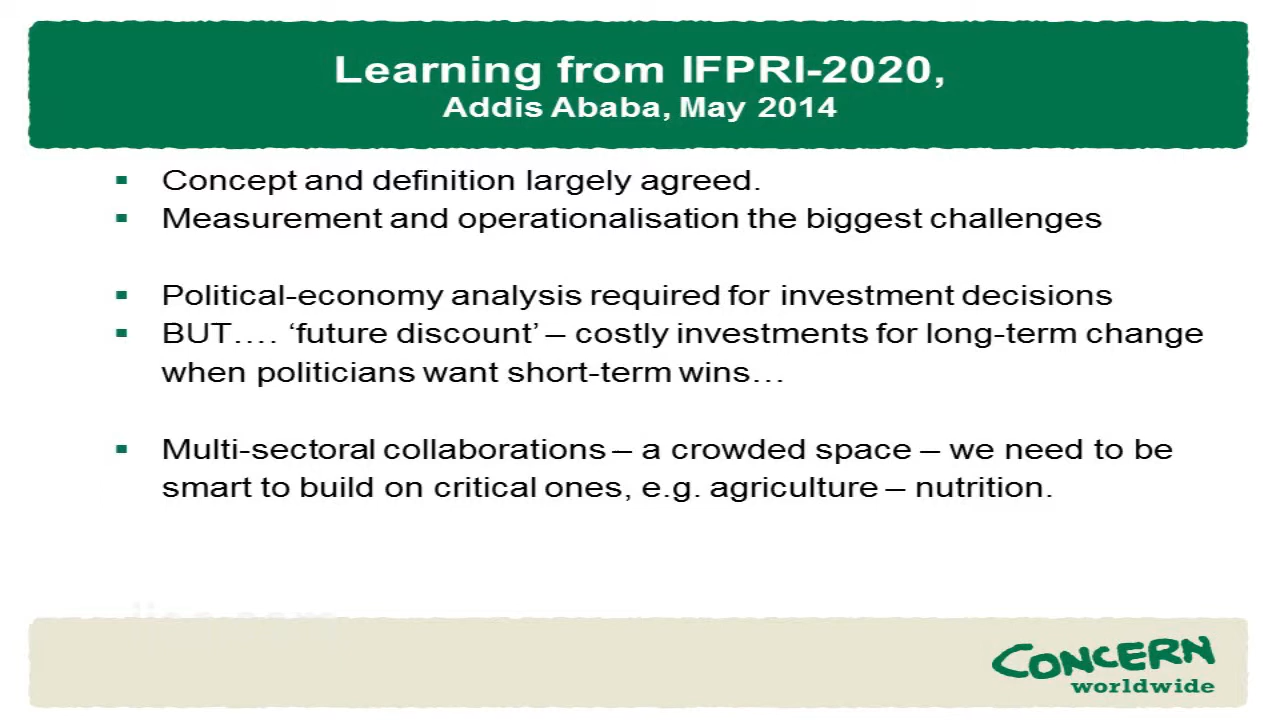 Learning from IFPRI-2020,
Addis Ababa, May 2014
▪ Concept and definition largely agreed.
▪ Measurement and operationalisation the biggest challenges
▪ Political-economy analysis required for investment decisions
▪ BUT…. ‘future discount’ – costly investments for long-term change
when politicians want short-term wins…
▪ Multi-sectoral collaborations – a crowded space – we need to be
smart to build on critical ones, e.g. agriculture – nutrition.
CONCERN
worldwide